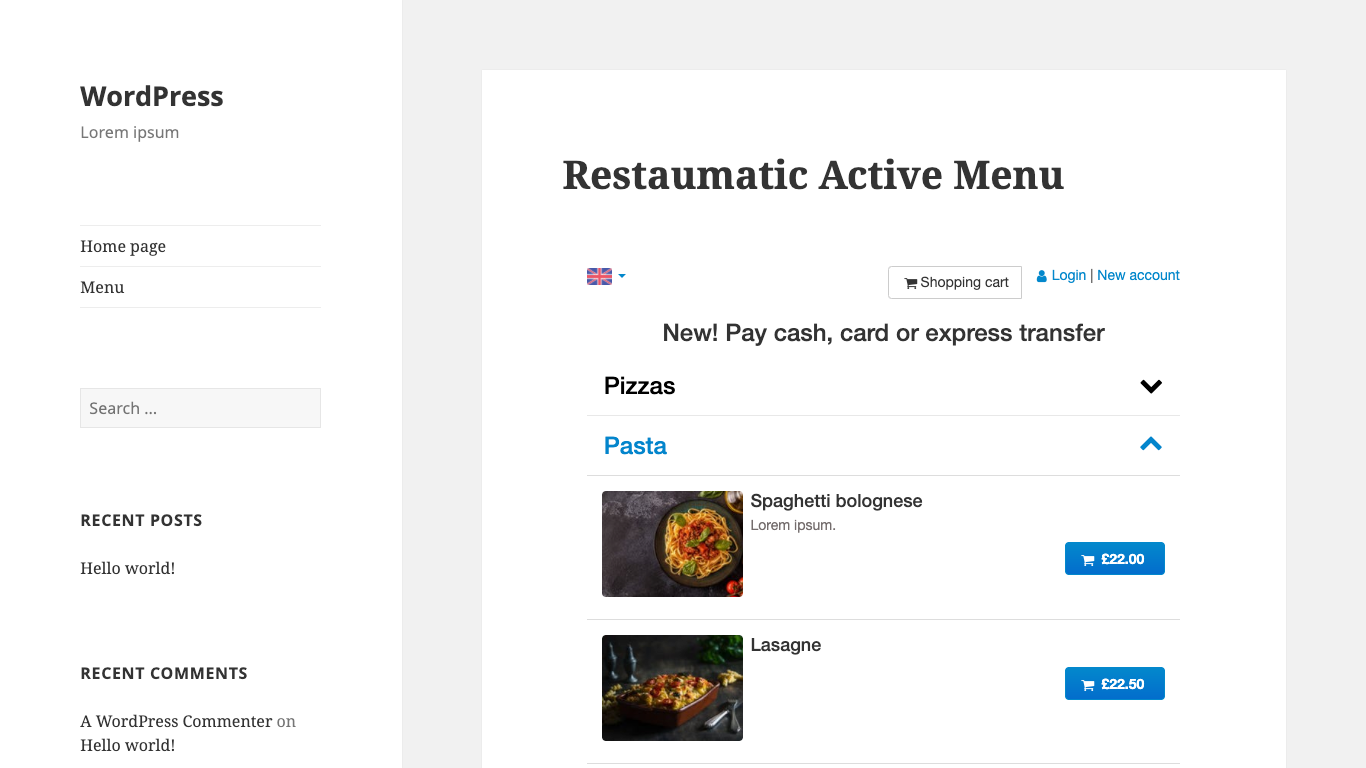 WordPress
Lorem ipsum
Home page
Menu
Search ...
RECENT POSTS
Hello world!
RECENT COMMENTS
A WordPress Commenter on
Hello world!
Restaumatic Active Menu
Shopping cart
Login | New account
New! Pay cash, card or express transfer
Pizzas
Pasta
Spaghetti bolognese
Lorem ipsum.
£22.00
Lasagne
£22.50